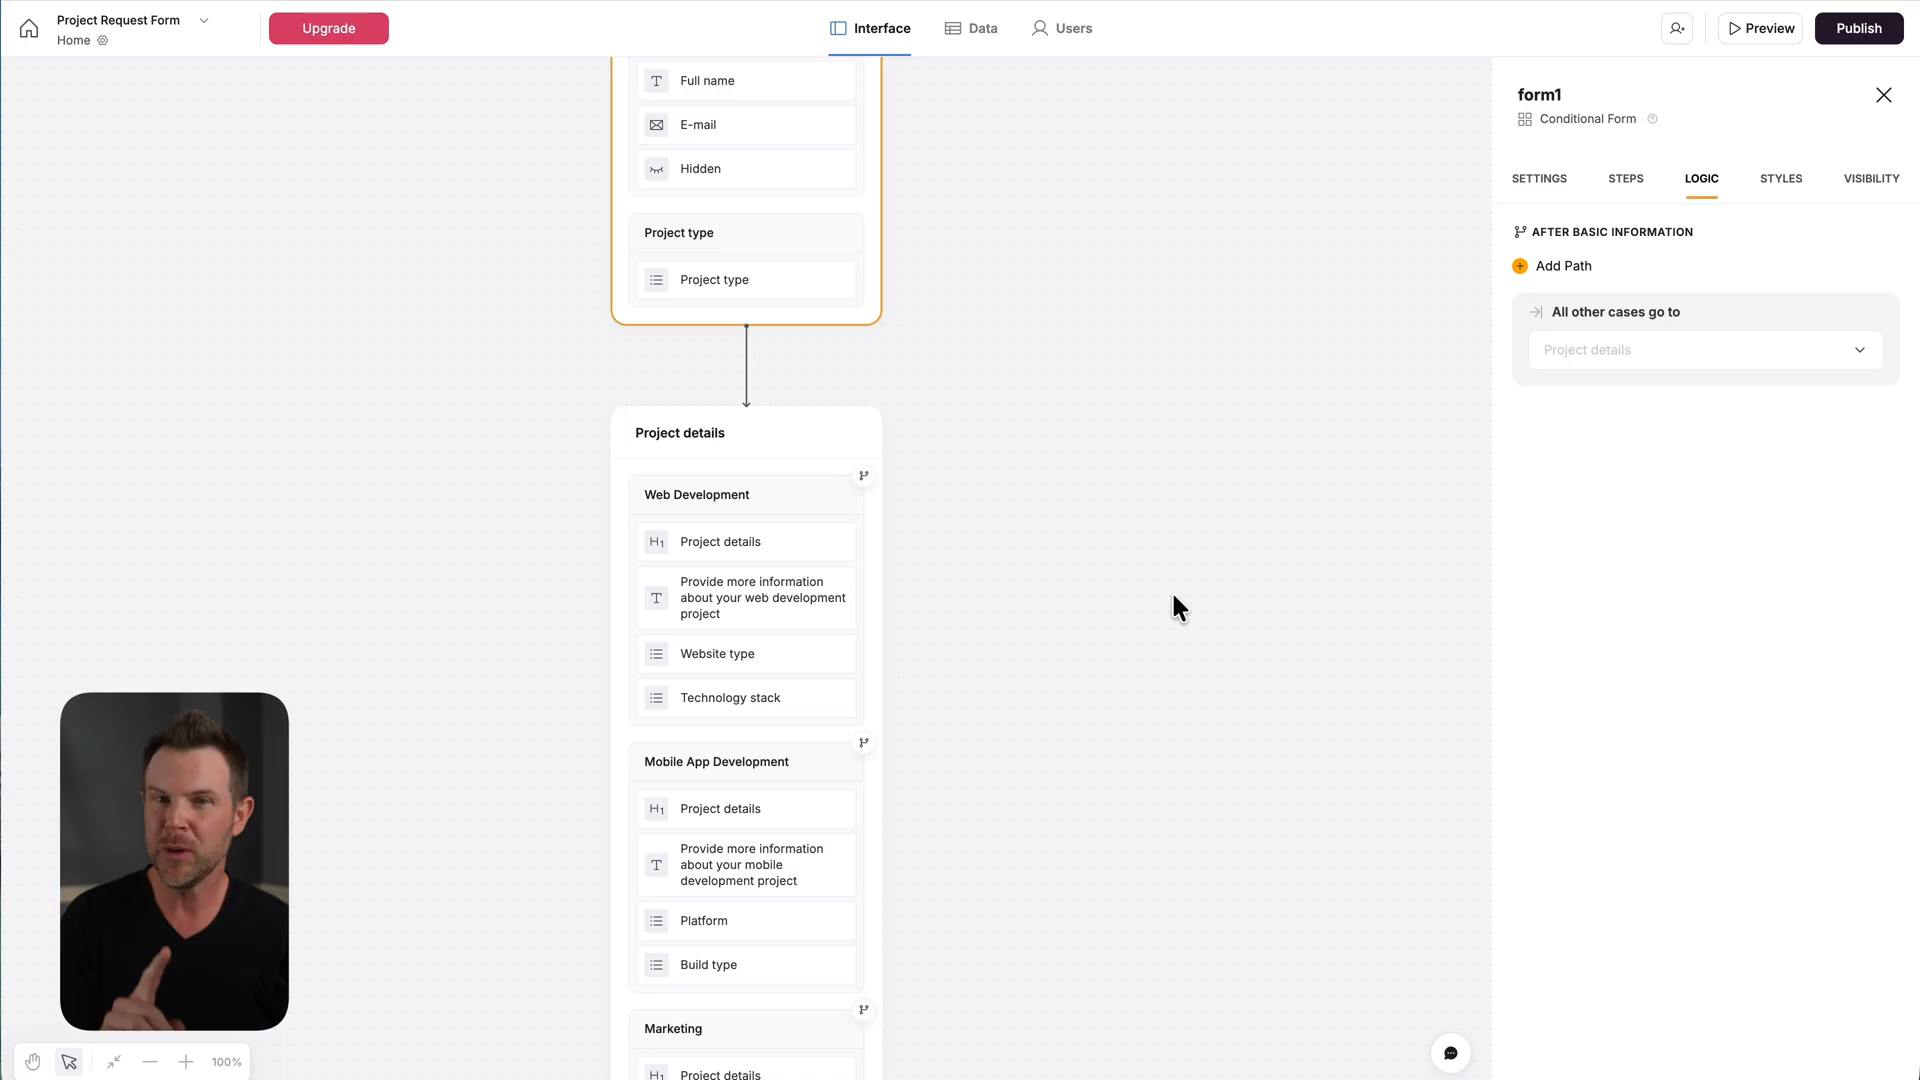 Project Request Form
Home
Upgrade
Interface
Data
Users
Preview
Publish
Full name
E-mail
Hidden
Project type
Project type
Project details
Web Development
H1 Project details
T Provide more information
about your web development
project
Website type
Technology stack
Mobile App Development
H1 Project details
T Provide more information
about your mobile
development project
Platform
Build type
Marketing
H1 Project details
100%
form1
Conditional Form
SETTINGS
STEPS
LOGIC
STYLES
VISIBILITY
AFTER BASIC INFORMATION
Add Path
All other cases go to
Project details